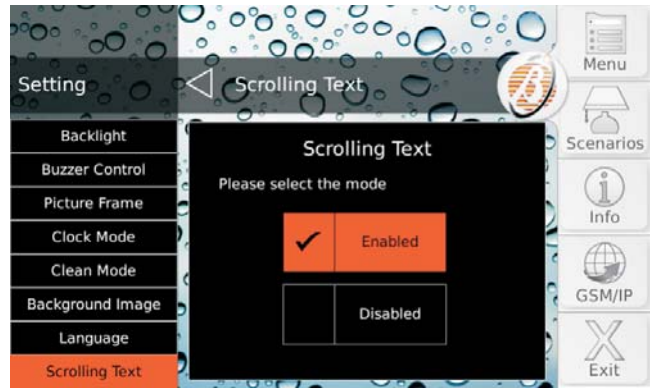 Setting
Scrolling Text
Backlight
Buzzer Control
Picture Frame
Clock Mode
Clean Mode
Background Image
Language
Scrolling Text
Scrolling Text
Please select the mode
Enabled
Disabled
Menu
Scenarios
Info
GSM/IP
Exit